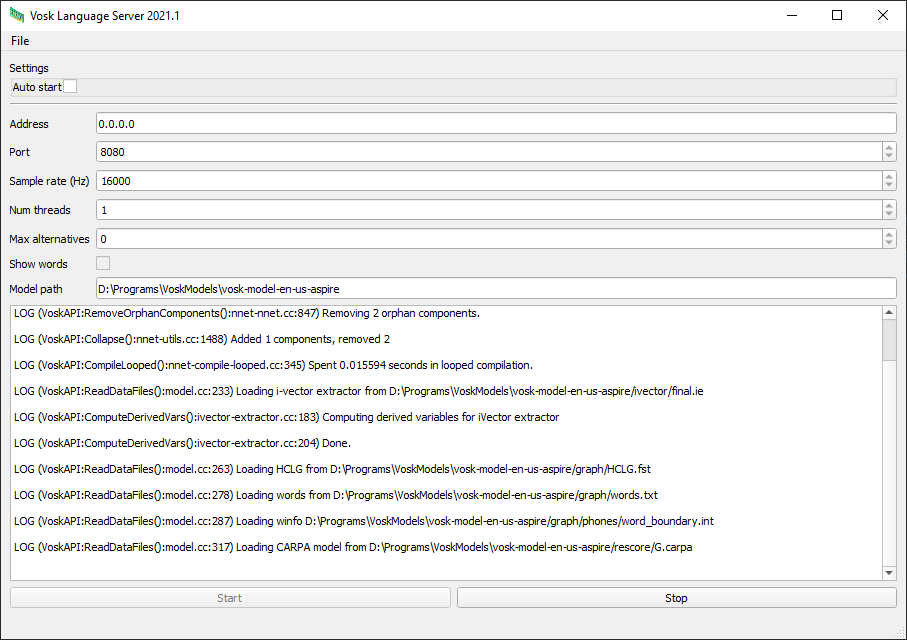 Vosk Language Server 2021.1
File
Settings
Auto start
Address 0.0.0.0
Port 8080
Sample rate (Hz) 16000
Num threads 1
Max alternatives 0
Show words
Model path D:\Programs\VoskModels\vosk-model-en-us-aspire
LOG (VoskAPI:RemoveOrphanComponents():nnet-nnet.cc:847) Removing 2 orphan components.
LOG (VoskAPI:Collapse():nnet-utils.cc:1488) Added 1 components, removed 2
LOG (VoskAPI:CompileLooped():nnet-compile-looped.cc:345) Spent 0.015594 seconds in looped compilation.
LOG (VoskAPI:ReadDataFiles():model.cc:233) Loading i-vector extractor from D:\Programs\VoskModels\vosk-model-en-us-aspire/ivector/final.ie
LOG (VoskAPI:ComputeDerivedVars():ivector-extractor.cc:183) Computing derived variables for iVector extractor
LOG (VoskAPI:ComputeDerivedVars():ivector-extractor.cc:204) Done.
LOG (VoskAPI:ReadDataFiles():model.cc:263) Loading HCLG from D:\Programs\VoskModels\vosk-model-en-us-aspire/graph/HCLG.fst
LOG (VoskAPI:ReadDataFiles():model.cc:278) Loading words from D:\Programs\VoskModels\vosk-model-en-us-aspire/graph/words.txt
LOG (VoskAPI:ReadDataFiles():model.cc:287) Loading winfo D:\Programs\VoskModels\vosk-model-en-us-aspire/graph/phones/word_boundary.int
LOG (VoskAPI:ReadDataFiles():model.cc:317) Loading CARPA model from D:\Programs\VoskModels\vosk-model-en-us-aspire/rescore/G.carpa
Start Stop